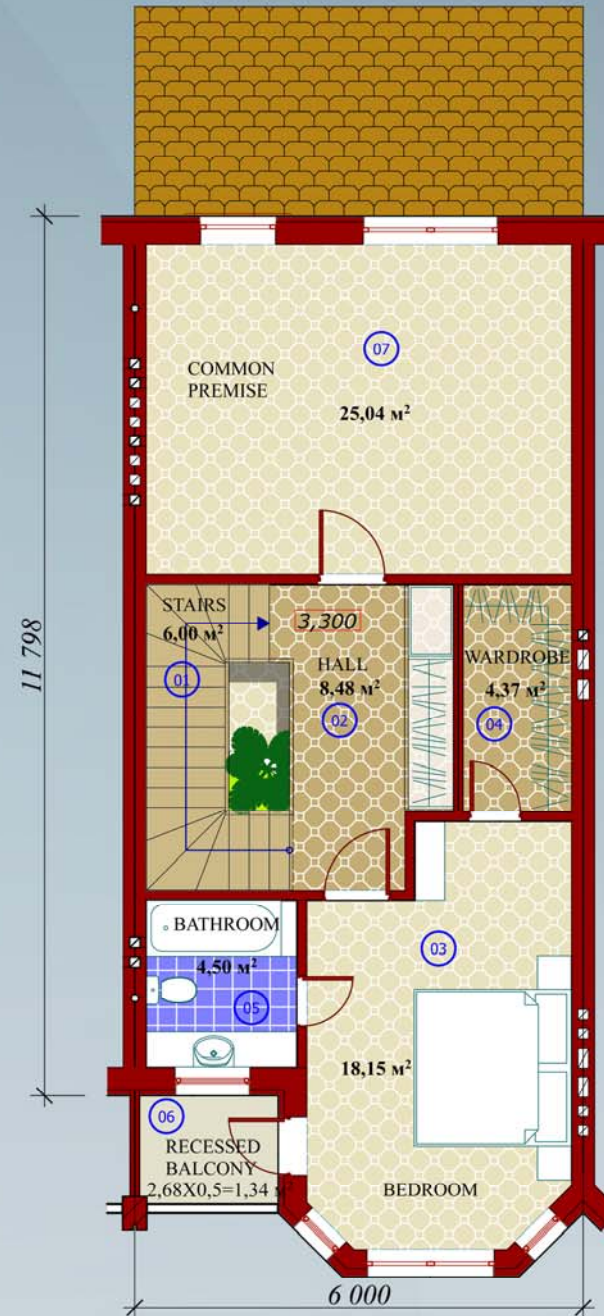 07
COMMON
PREMISE
25,04 м²
11 798
STAIRS
6,00 м²
01
3,300
HALL
8,48 м²
02
WARDROBE
4,37 м²
04
BATHROOM
4,50 м²
05
03
18,15 м²
BEDROOM
06
RECESSED
BALCONY
2,68X0,5=1,34 м²
6 000